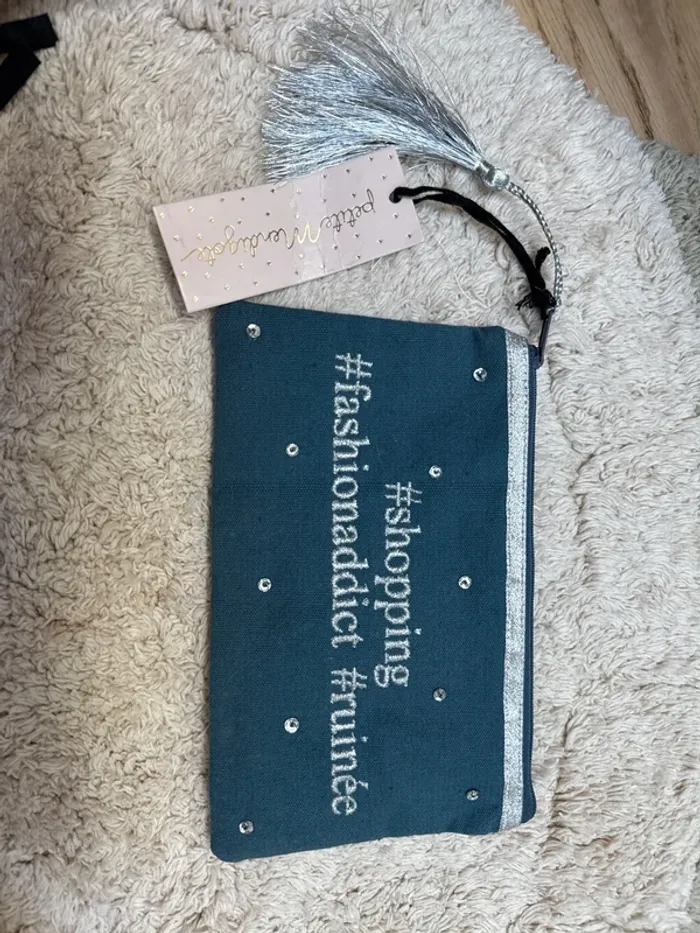 petite Mendigote
#shopping
#fashionaddict #ruinée